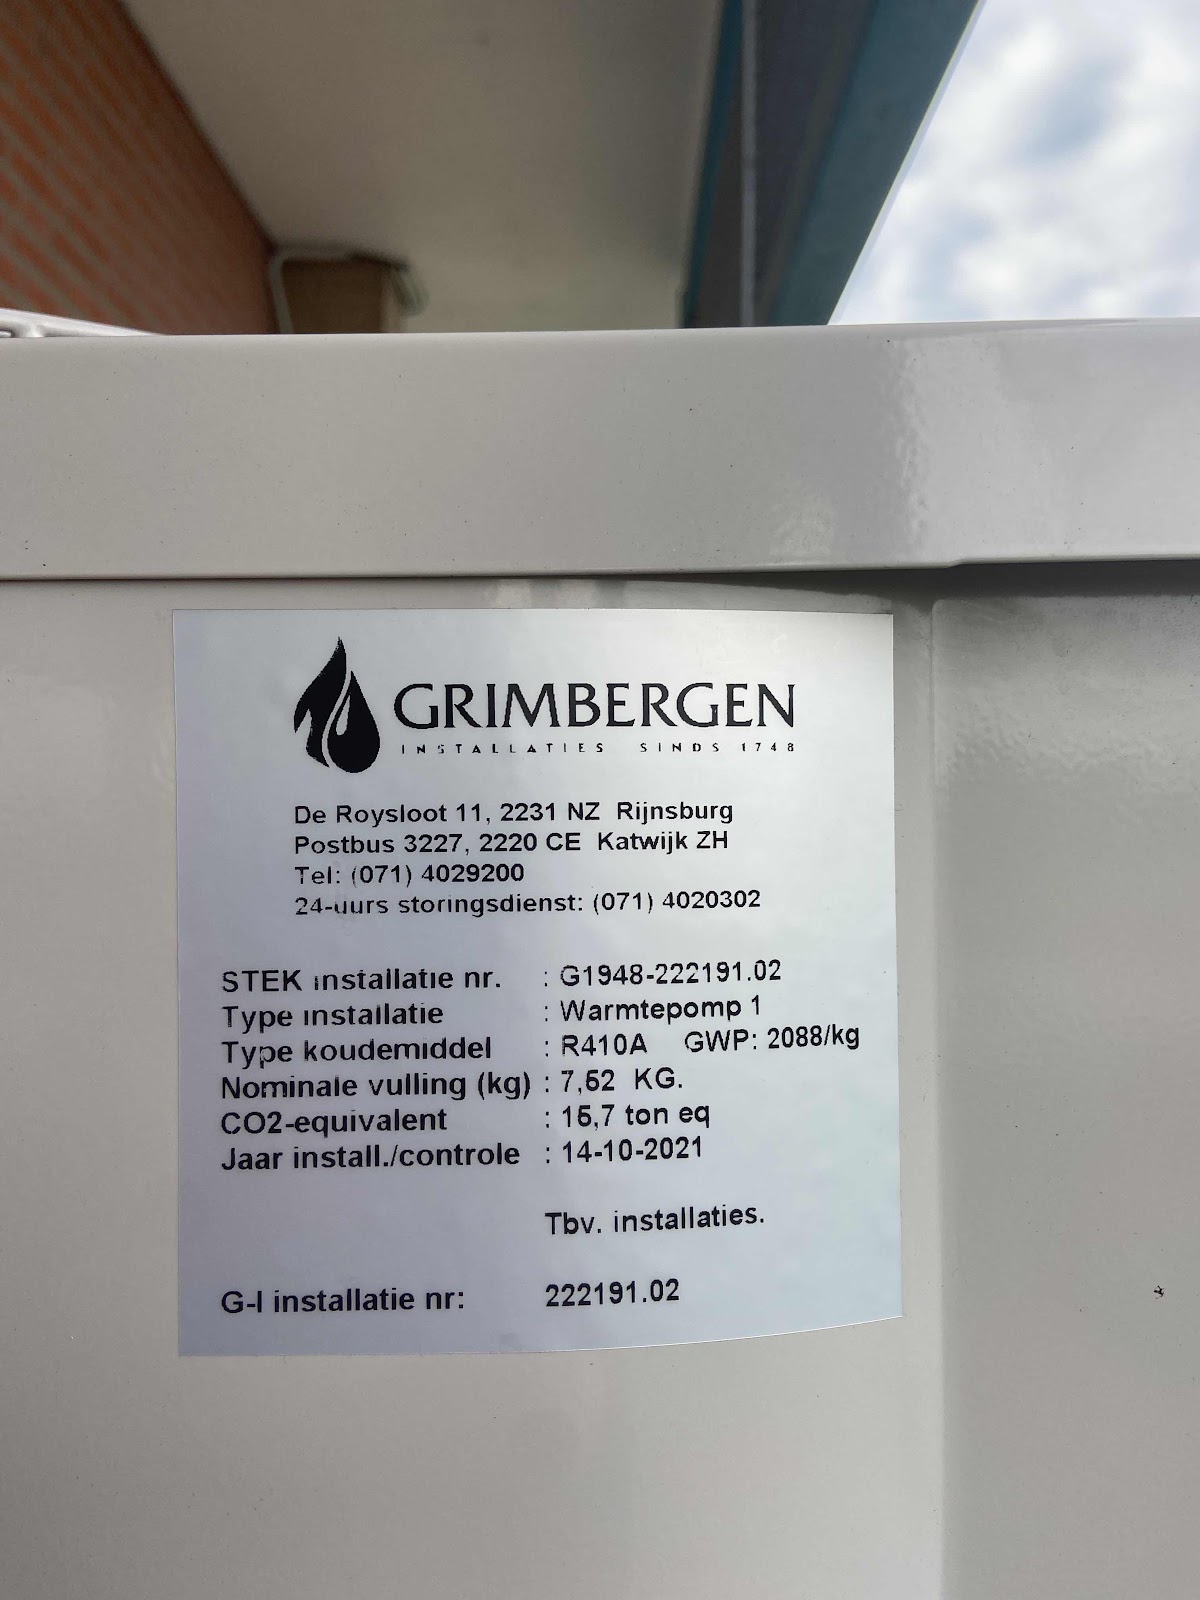 GRIMBERGEN
INSTALLATIES SINDS 1748
De Roysloot 11, 2231 NZ Rijnsburg
Postbus 3227, 2220 CE Katwijk ZH
Tel: (071) 4029200
24-uurs storingsdienst: (071) 4020302
STEK installatie nr. : G1948-222191.02
Type installatie : Warmtepomp 1
Type koudemiddel : R410A GWP: 2088/kg
Nominale vulling (kg) : 7,52 KG.
CO2-equivalent : 15,7 ton eq
Jaar install./controle : 14-10-2021
Tbv. installaties.
G-I installatie nr: 222191.02